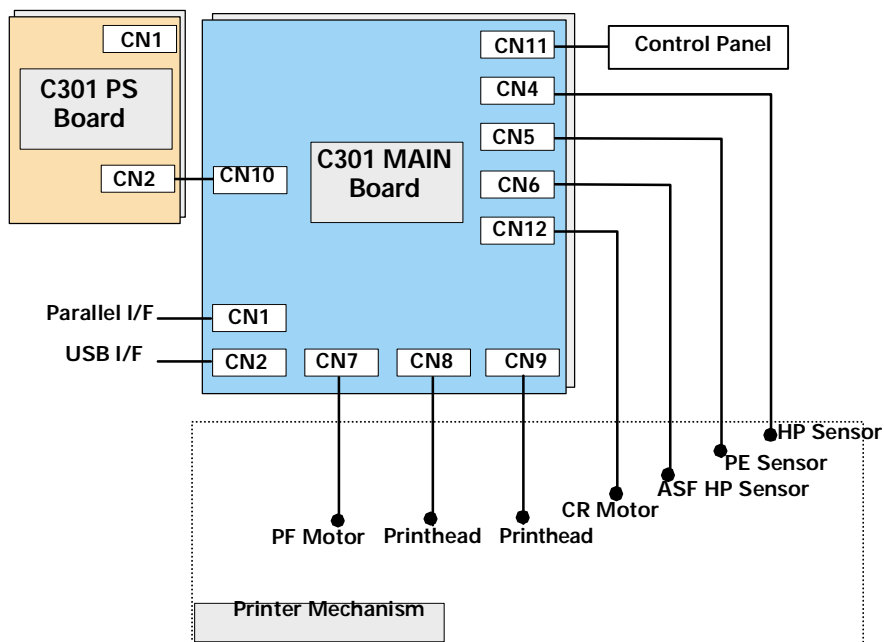 CN1
C301 PS
Board
CN2
CN10
C301 MAIN
Board
CN11
Control Panel
CN4
CN5
CN6
CN12
Parallel I/F
CN1
USB I/F
CN2
CN7
CN8
CN9
HP Sensor
PE Sensor
ASF HP Sensor
CR Motor
PF Motor
Printhead
Printhead
Printer Mechanism